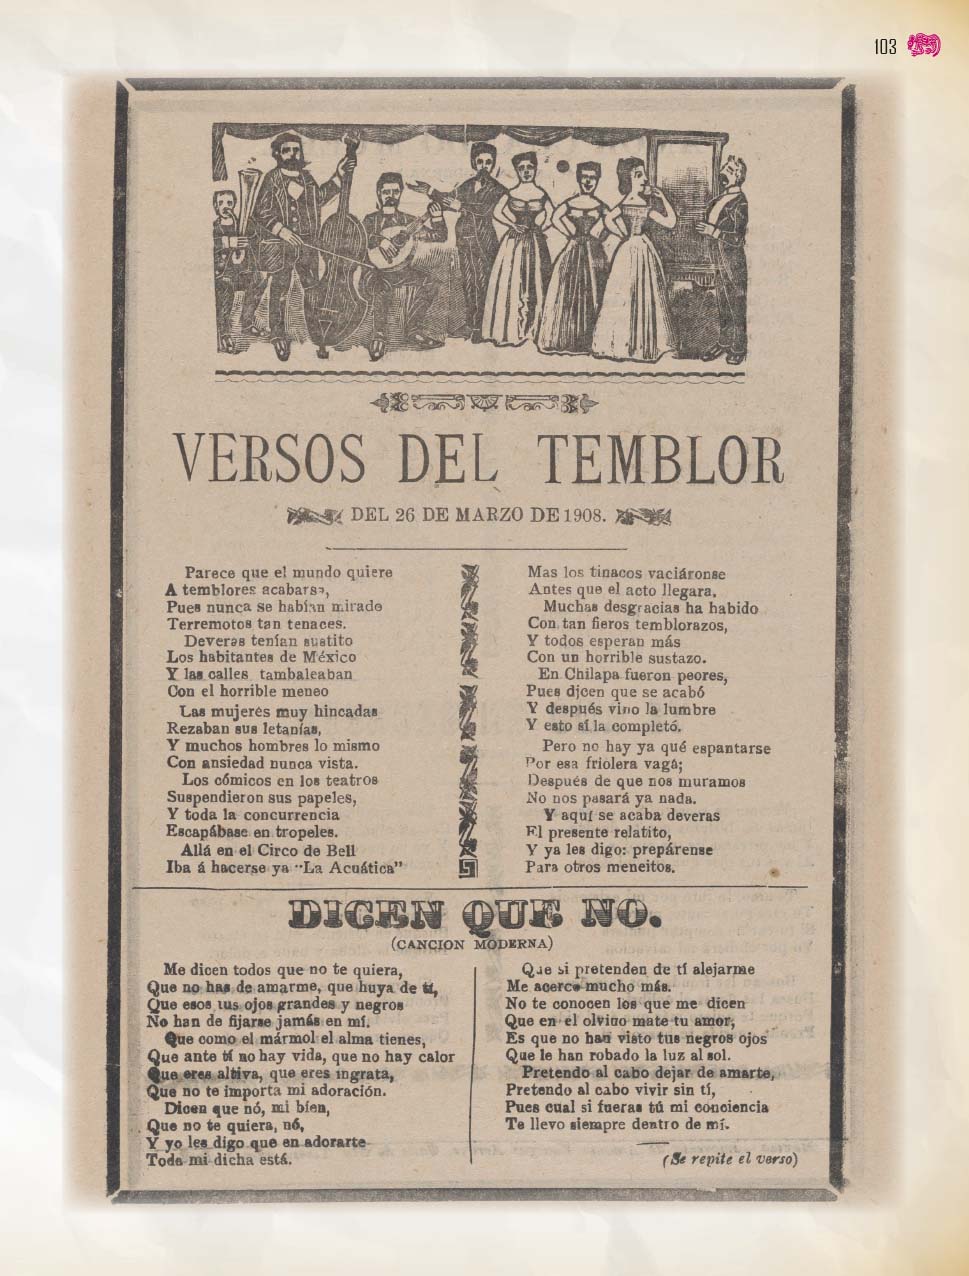 103
VERSOS DEL TEMBLOR
DEL 26 DE MARZO DE 1908.
Parece que el mundo quiere
A temblores acabarse,
Pues nunca se habían mirado
Terremotos tan tenaces.
Deveras tenían sustito
Los habitantes de México
Y las calles tambaleaban
Con el horrible meneo
Las mujeres muy hincadas
Rezaban sus letanías,
Y muchos hombres lo mismo
Con ansiedad nunca vista.
Los cómicos en los teatros
Suspendieron sus papeles,
Y toda la concurrencia
Escapábase en tropeles.
Allá en el Circo de Bell
Iba á hacerse ya "La Acuática"
Mas los tinacos vaciáronse
Antes que el acto llegara.
Muchas desgracias ha habido
Con tan fieros temblorazos,
Y todos esperan más
Con un horrible sustazo.
En Chilapa fueron peores,
Pues dicen que se acabó
Y después vino la lumbre
Y esto sí la completó.
Pero no hay ya qué espantarse
Por esa friolera vaga;
Después de que nos muramos
No nos pasará ya nada.
Y aquí se acaba deveras
El presente relatito,
Y ya les digo: prepárense
Para otros meneitos.
DICEN QUE NO.
(CANCION MODERNA)
Me dicen todos que no te quiera,
Que no has de amarme, que huya de tí,
Que esos tus ojos grandes y negros
No han de fijarse jamás en mí.
Que como el mármol el alma tienes,
Que ante tí no hay vida, que no hay calor
Que eres altiva, que eres ingrata,
Que no te importa mi adoración.
Dicen que nó, mi bien,
Que no te quiera, nó,
Y yo les digo que en adorarte
Toda mi dicha está.
Que si pretenden de tí alejarme
Me acerco mucho más.
No te conocen los que me dicen
Que en el olvino mate tu amor,
Es que no han visto tus negros ojos
Que le han robado la luz al sol.
Pretendo al cabo dejar de amarte,
Pretendo al cabo vivir sin tí,
Pues cual si fueras tú mi conciencia
Te llevo siempre dentro de mí.
(Se repite el verso)